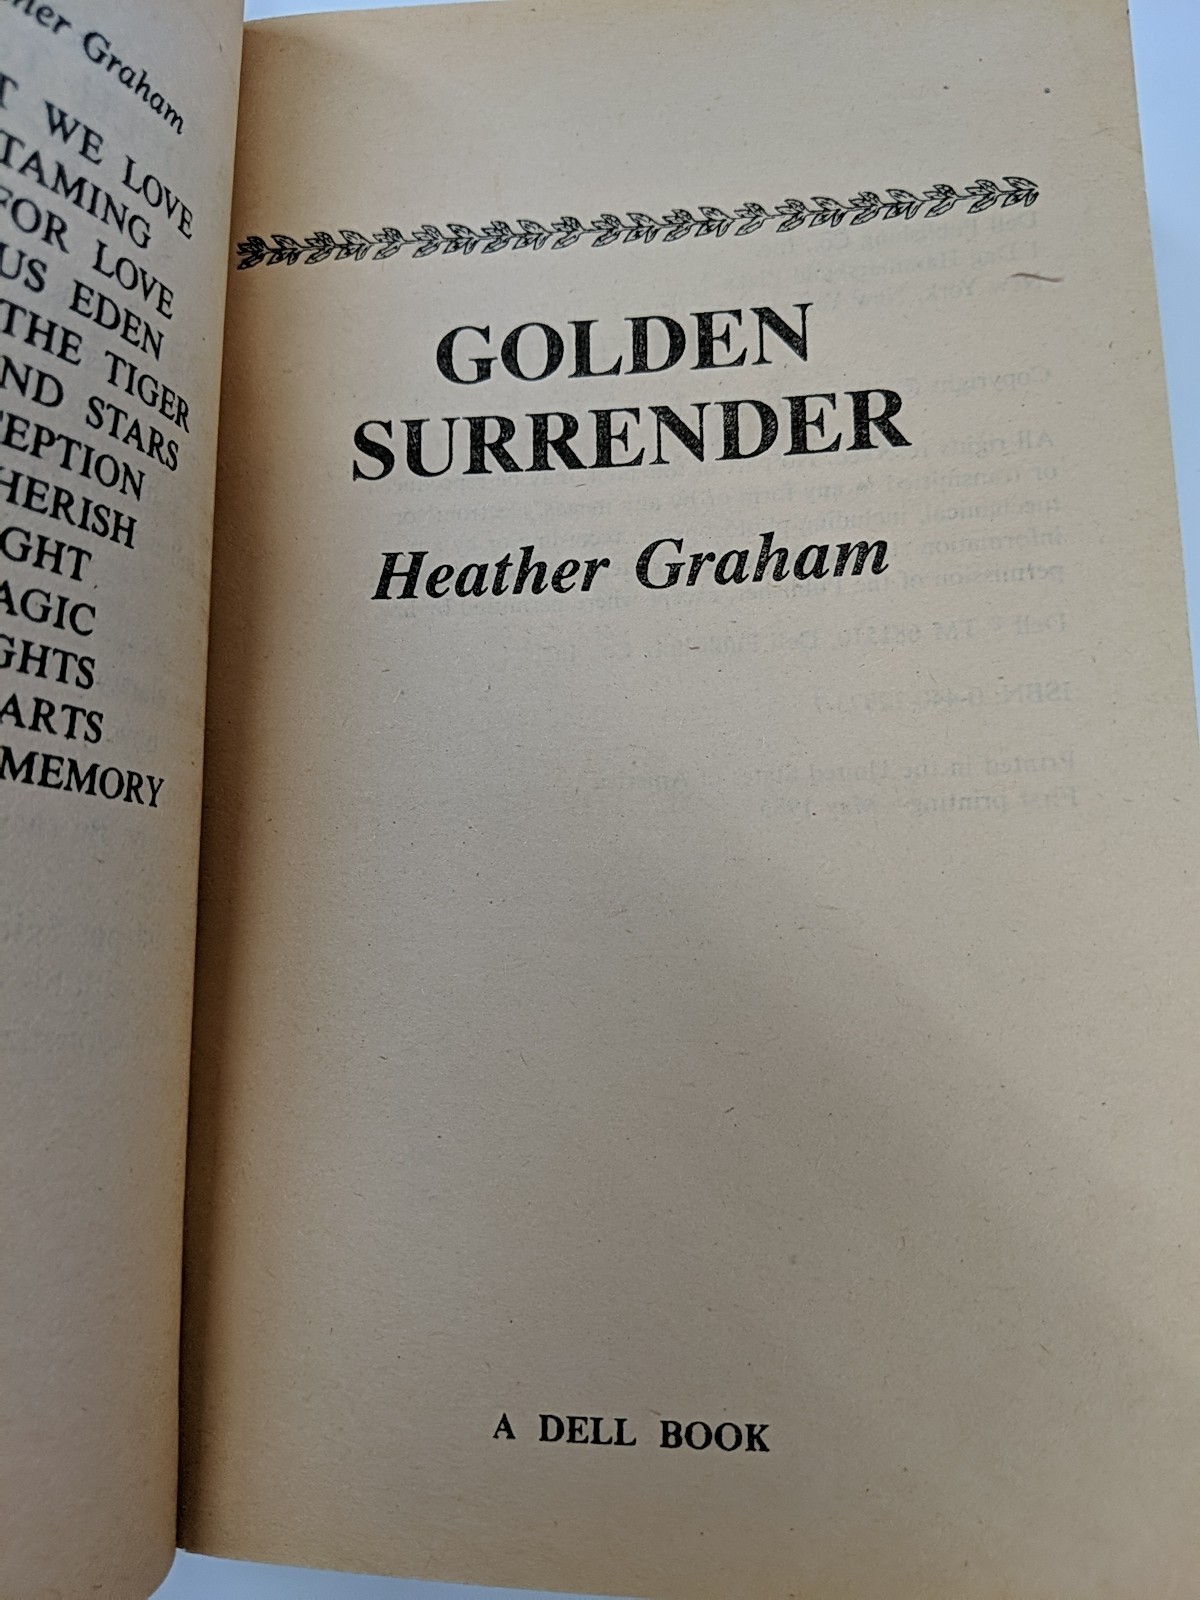 Graham
WE LOVE
TAMING
FOR LOVE
US EDEN
THE TIGER
ND STARS
EPTION
HERISH
GHT
AGIC
GHTS
ARTS
MEMORY
GOLDEN
SURRENDER
Heather Graham
A DELL BOOK